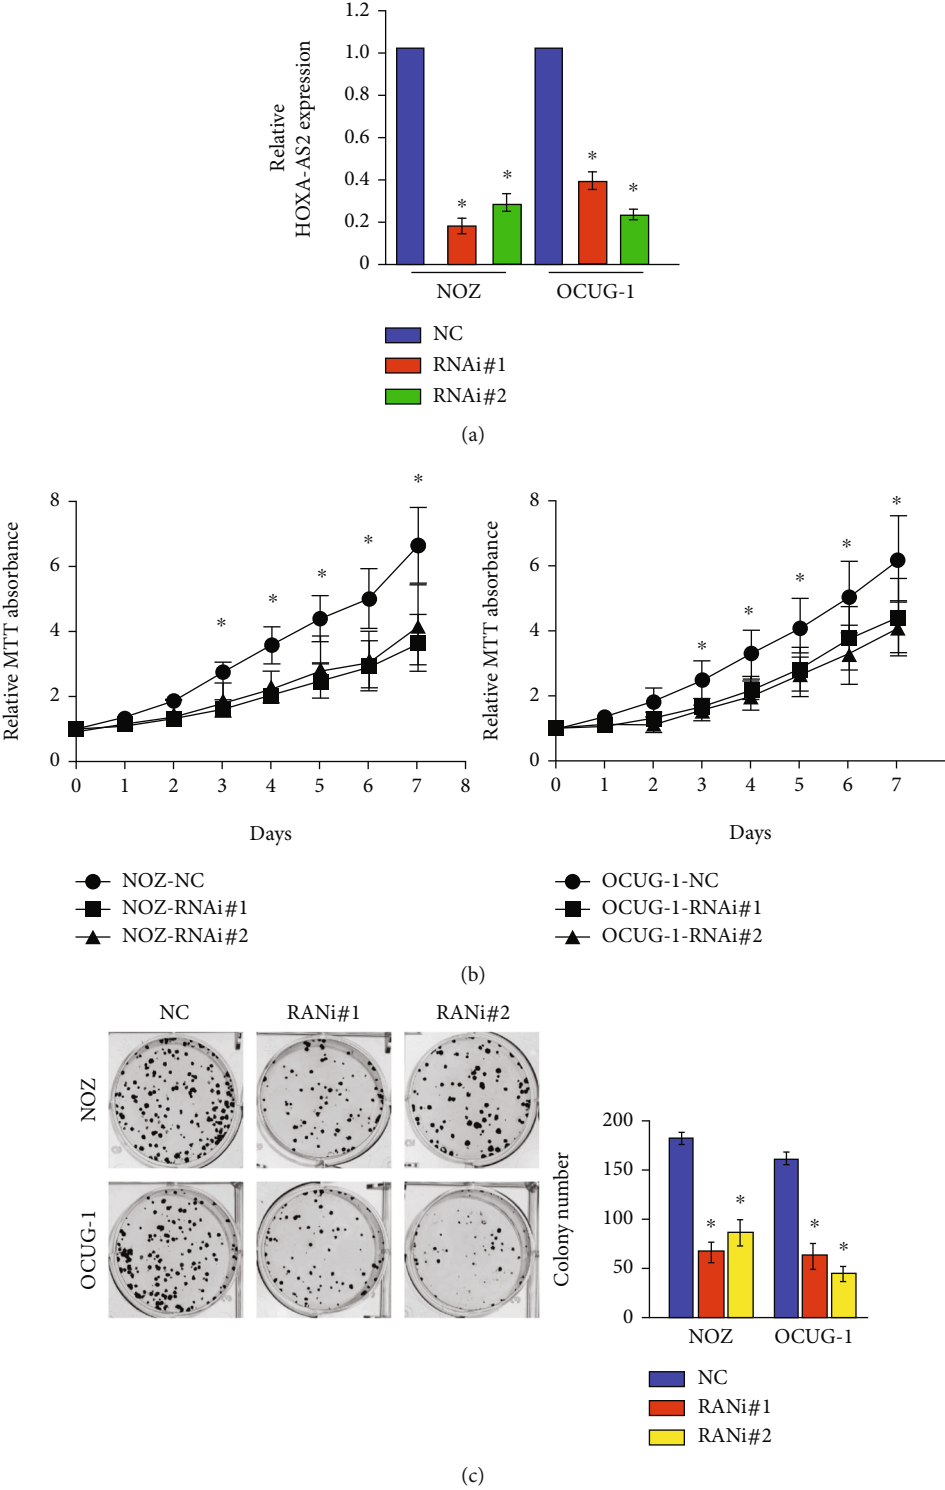 Relative
HOXA-AS2 expression
1.2
1.0
0.8
0.6
0.4
0.2
0
* * * *
NOZ OCUG-1
NC
RNAi#1
RNAi#2
(a)
Relative MTT absorbance
8
6
4
2
0
* * * * *
0 1 2 3 4 5 6 7 8
Days
NOZ-NC
NOZ-RNAi#1
NOZ-RNAi#2
Relative MTT absorbance
8
6
4
2
0
* * * * *
0 1 2 3 4 5 6 7
Days
OCUG-1-NC
OCUG-1-RNAi#1
OCUG-1-RNAi#2
(b)
NC RANi#1 RANi#2
NOZ
OCUG-1
Colony number
200
150
100
50
0
* * * *
NOZ OCUG-1
NC
RANi#1
RANi#2
(c)